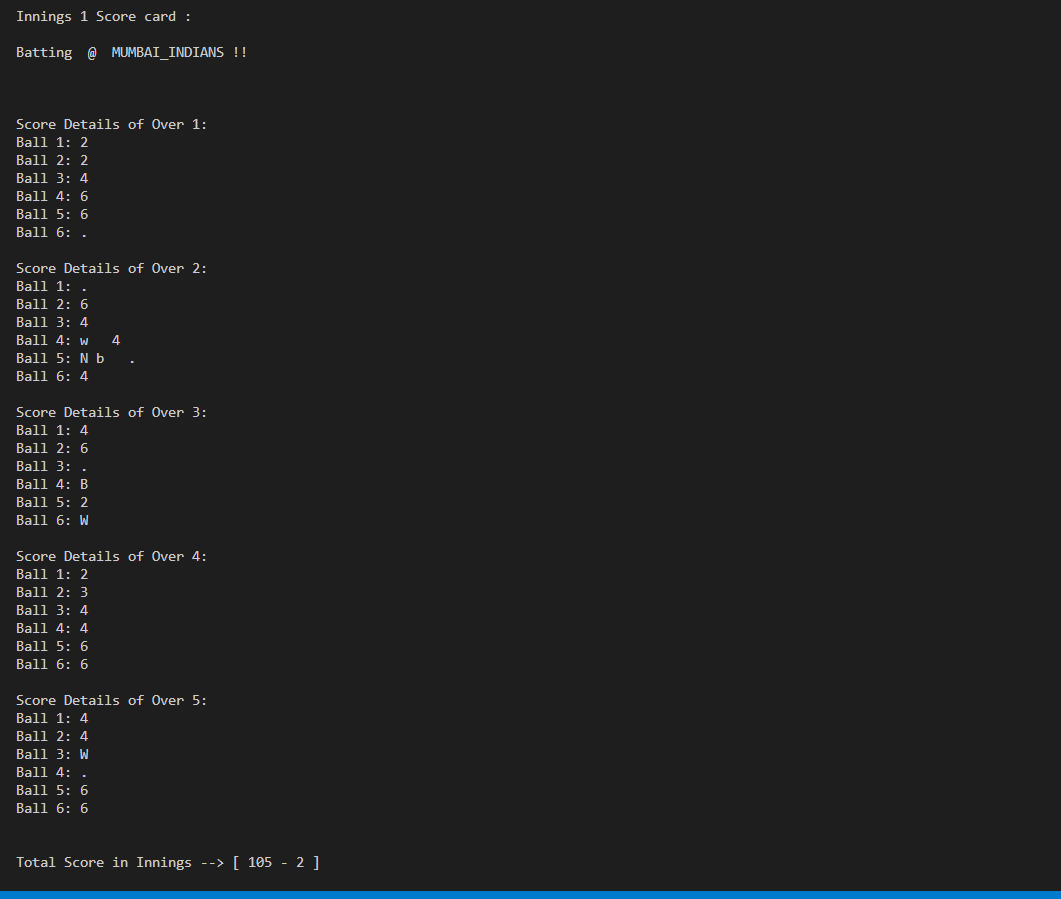 Innings 1 Score card :
Batting  @  MUMBAI_INDIANS !!
Score Details of Over 1:
Ball 1: 2
Ball 2: 2
Ball 3: 4
Ball 4: 6
Ball 5: 6
Ball 6: .
Score Details of Over 2:
Ball 1: .
Ball 2: 6
Ball 3: 4
Ball 4: w   4
Ball 5: N b   .
Ball 6: 4
Score Details of Over 3:
Ball 1: 4
Ball 2: 6
Ball 3: .
Ball 4: B
Ball 5: 2
Ball 6: W
Score Details of Over 4:
Ball 1: 2
Ball 2: 3
Ball 3: 4
Ball 4: 4
Ball 5: 6
Ball 6: 6
Score Details of Over 5:
Ball 1: 4
Ball 2: 4
Ball 3: W
Ball 4: .
Ball 5: 6
Ball 6: 6
Total Score in Innings --> [ 105 - 2 ]